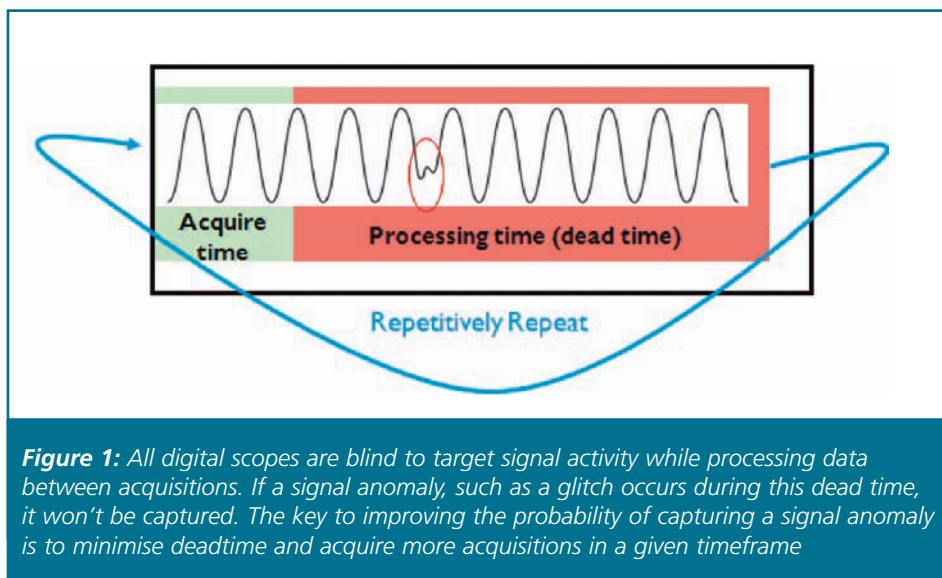 Acquire
time
Processing time (dead time)
Repetitively Repeat
Figure 1: All digital scopes are blind to target signal activity while processing data
between acquisitions. If a signal anomaly, such as a glitch occurs during this dead time,
it won't be captured. The key to improving the probability of capturing a signal anomaly
is to minimise deadtime and acquire more acquisitions in a given timeframe